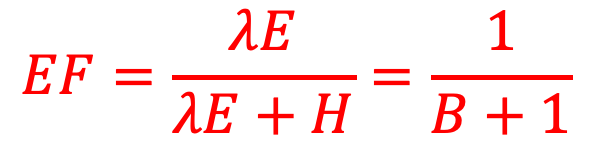 EF = λE / (λE + H) = 1 / (B + 1)